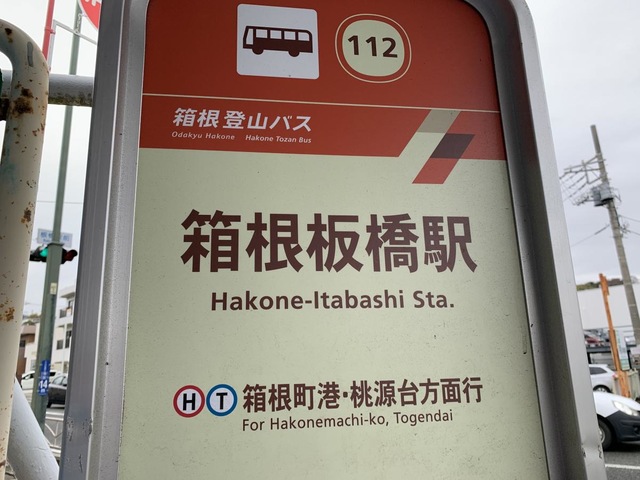 112
箱根登山バス
Odakyu Hakone Hakone Tozan Bus
箱根板橋駅
Hakone-Itabashi Sta.
H T 箱根町港・桃源台方面行
For Hakonemachi-ko, Togendai